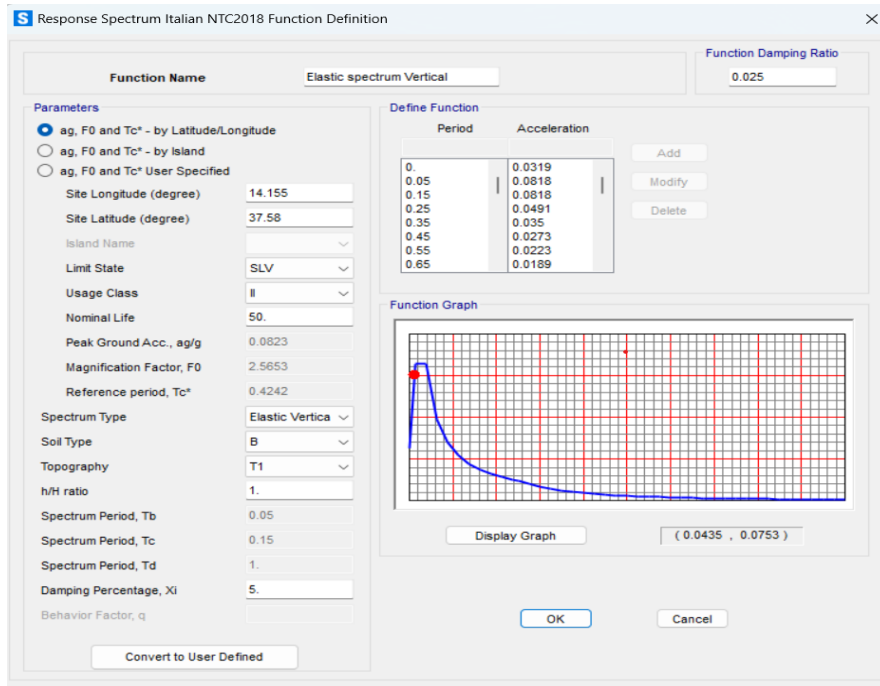 S Response Spectrum Italian NTC2018 Function Definition
Function Name
Elastic spectrum Vertical
Function Damping Ratio
0.025
Parameters
ag, F0 and Tc* - by Latitude/Longitude
ag, F0 and Tc* - by Island
ag, F0 and Tc* User Specified
Site Longitude (degree) 14.155
Site Latitude (degree) 37.58
Island Name
Limit State SLV
Usage Class II
Nominal Life 50.
Peak Ground Acc., ag/g 0.0823
Magnification Factor, F0 2.5653
Reference period, Tc* 0.4242
Spectrum Type Elastic Vertica
Soil Type B
Topography T1
h/H ratio 1.
Spectrum Period, Tb 0.05
Spectrum Period, Tc 0.15
Spectrum Period, Td 1.
Damping Percentage, Xi 5.
Behavior Factor, q
Convert to User Defined
Define Function
Period Acceleration
0. 0.0319
0.05 0.0818
0.15 0.0818
0.25 0.0491
0.35 0.035
0.45 0.0273
0.55 0.0223
0.65 0.0189
Add
Modify
Delete
Function Graph
Display Graph
( 0.0435 , 0.0753 )
OK
Cancel